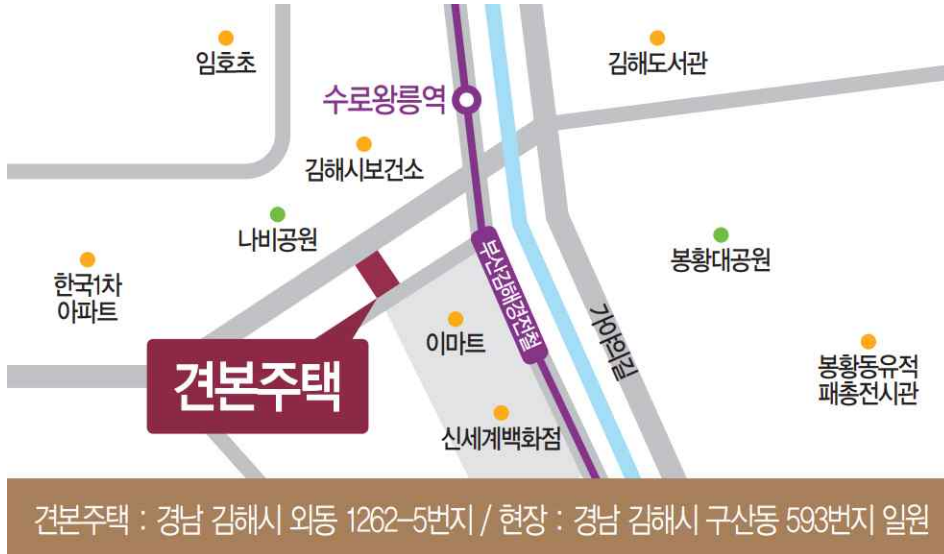 임호초
김해도서관
수로왕릉역
김해시보건소
나비공원
봉황대공원
한국1차
아파트
부산김해경전철
가야의길
이마트
봉황동유적
패총전시관
견본주택
신세계백화점
견본주택 : 경남 김해시 외동 1262-5번지 / 현장 : 경남 김해시 구산동 593번지 일원